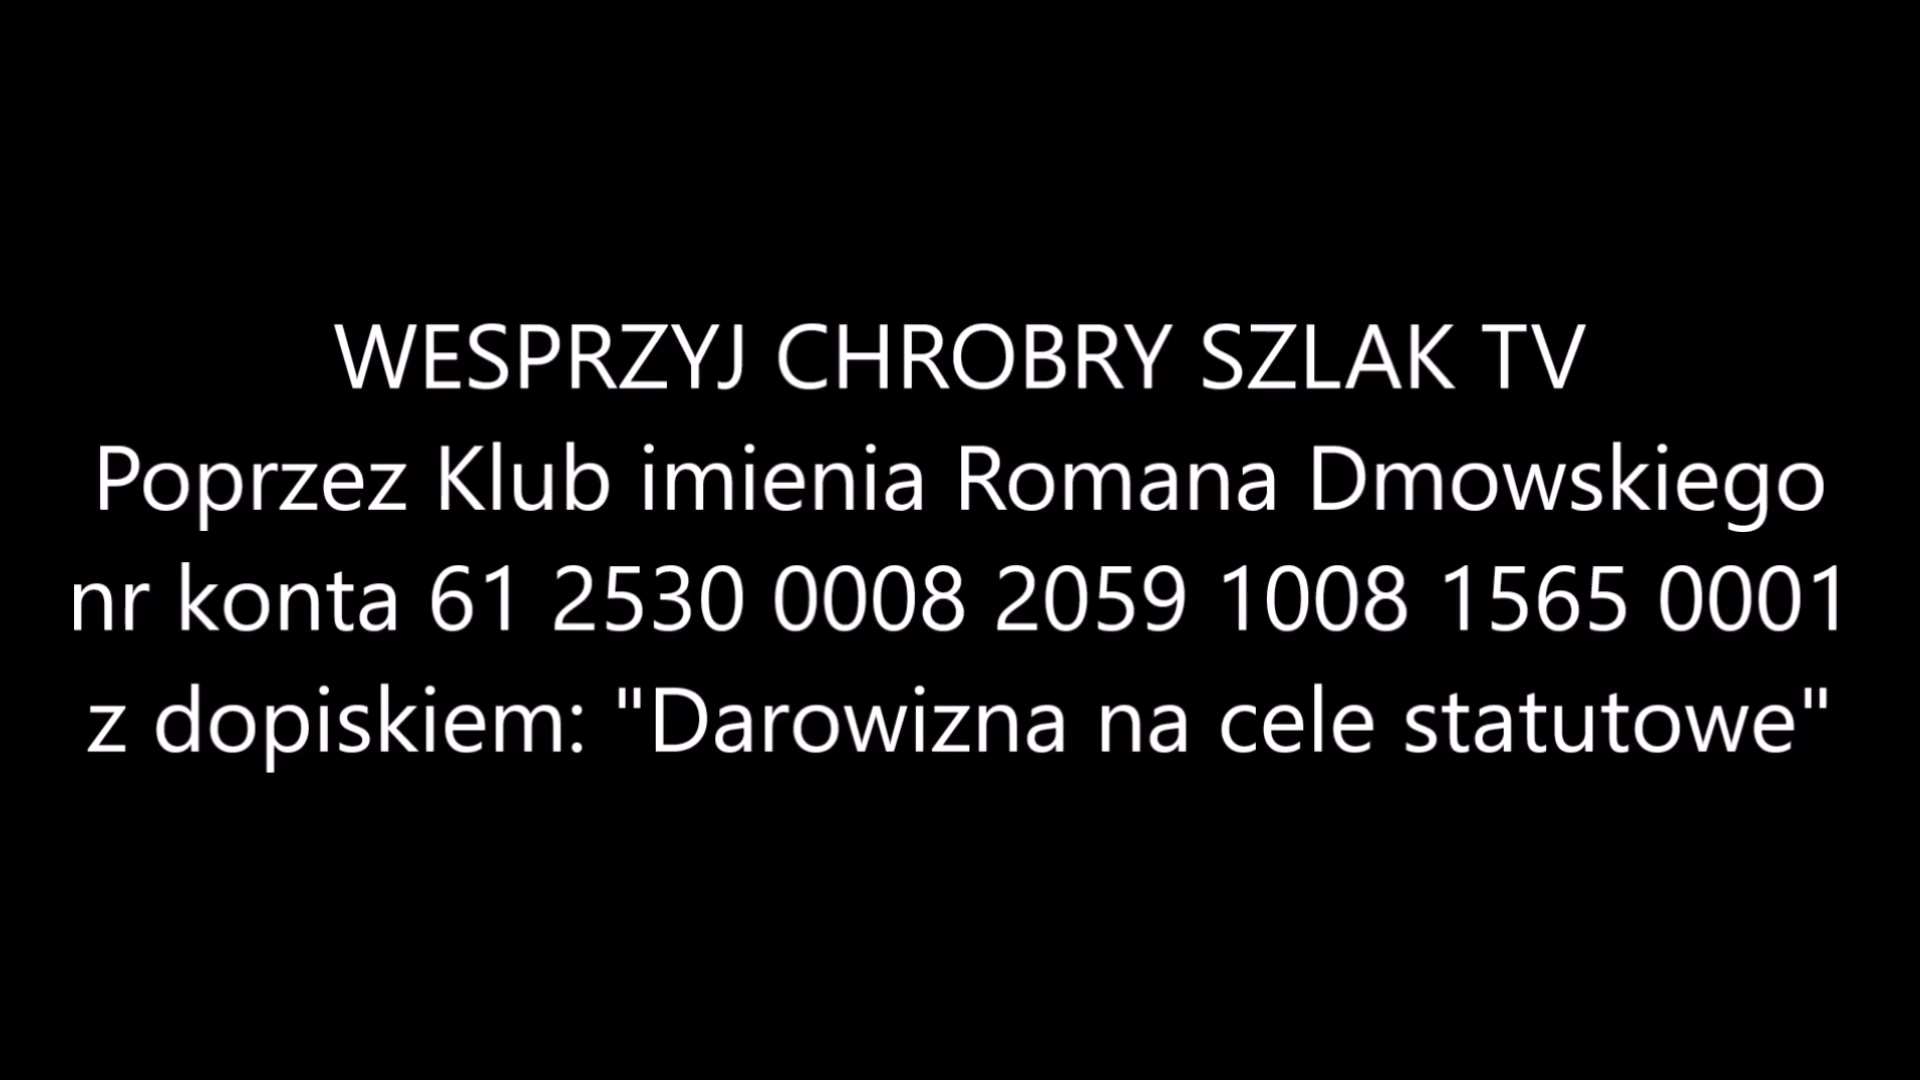 WESPRZYJ CHROBRY SZLAK TV
Poprzez Klub imienia Romana Dmowskiego
nr konta 61 2530 0008 2059 1008 1565 0001
z dopiskiem: "Darowizna na cele statutowe"